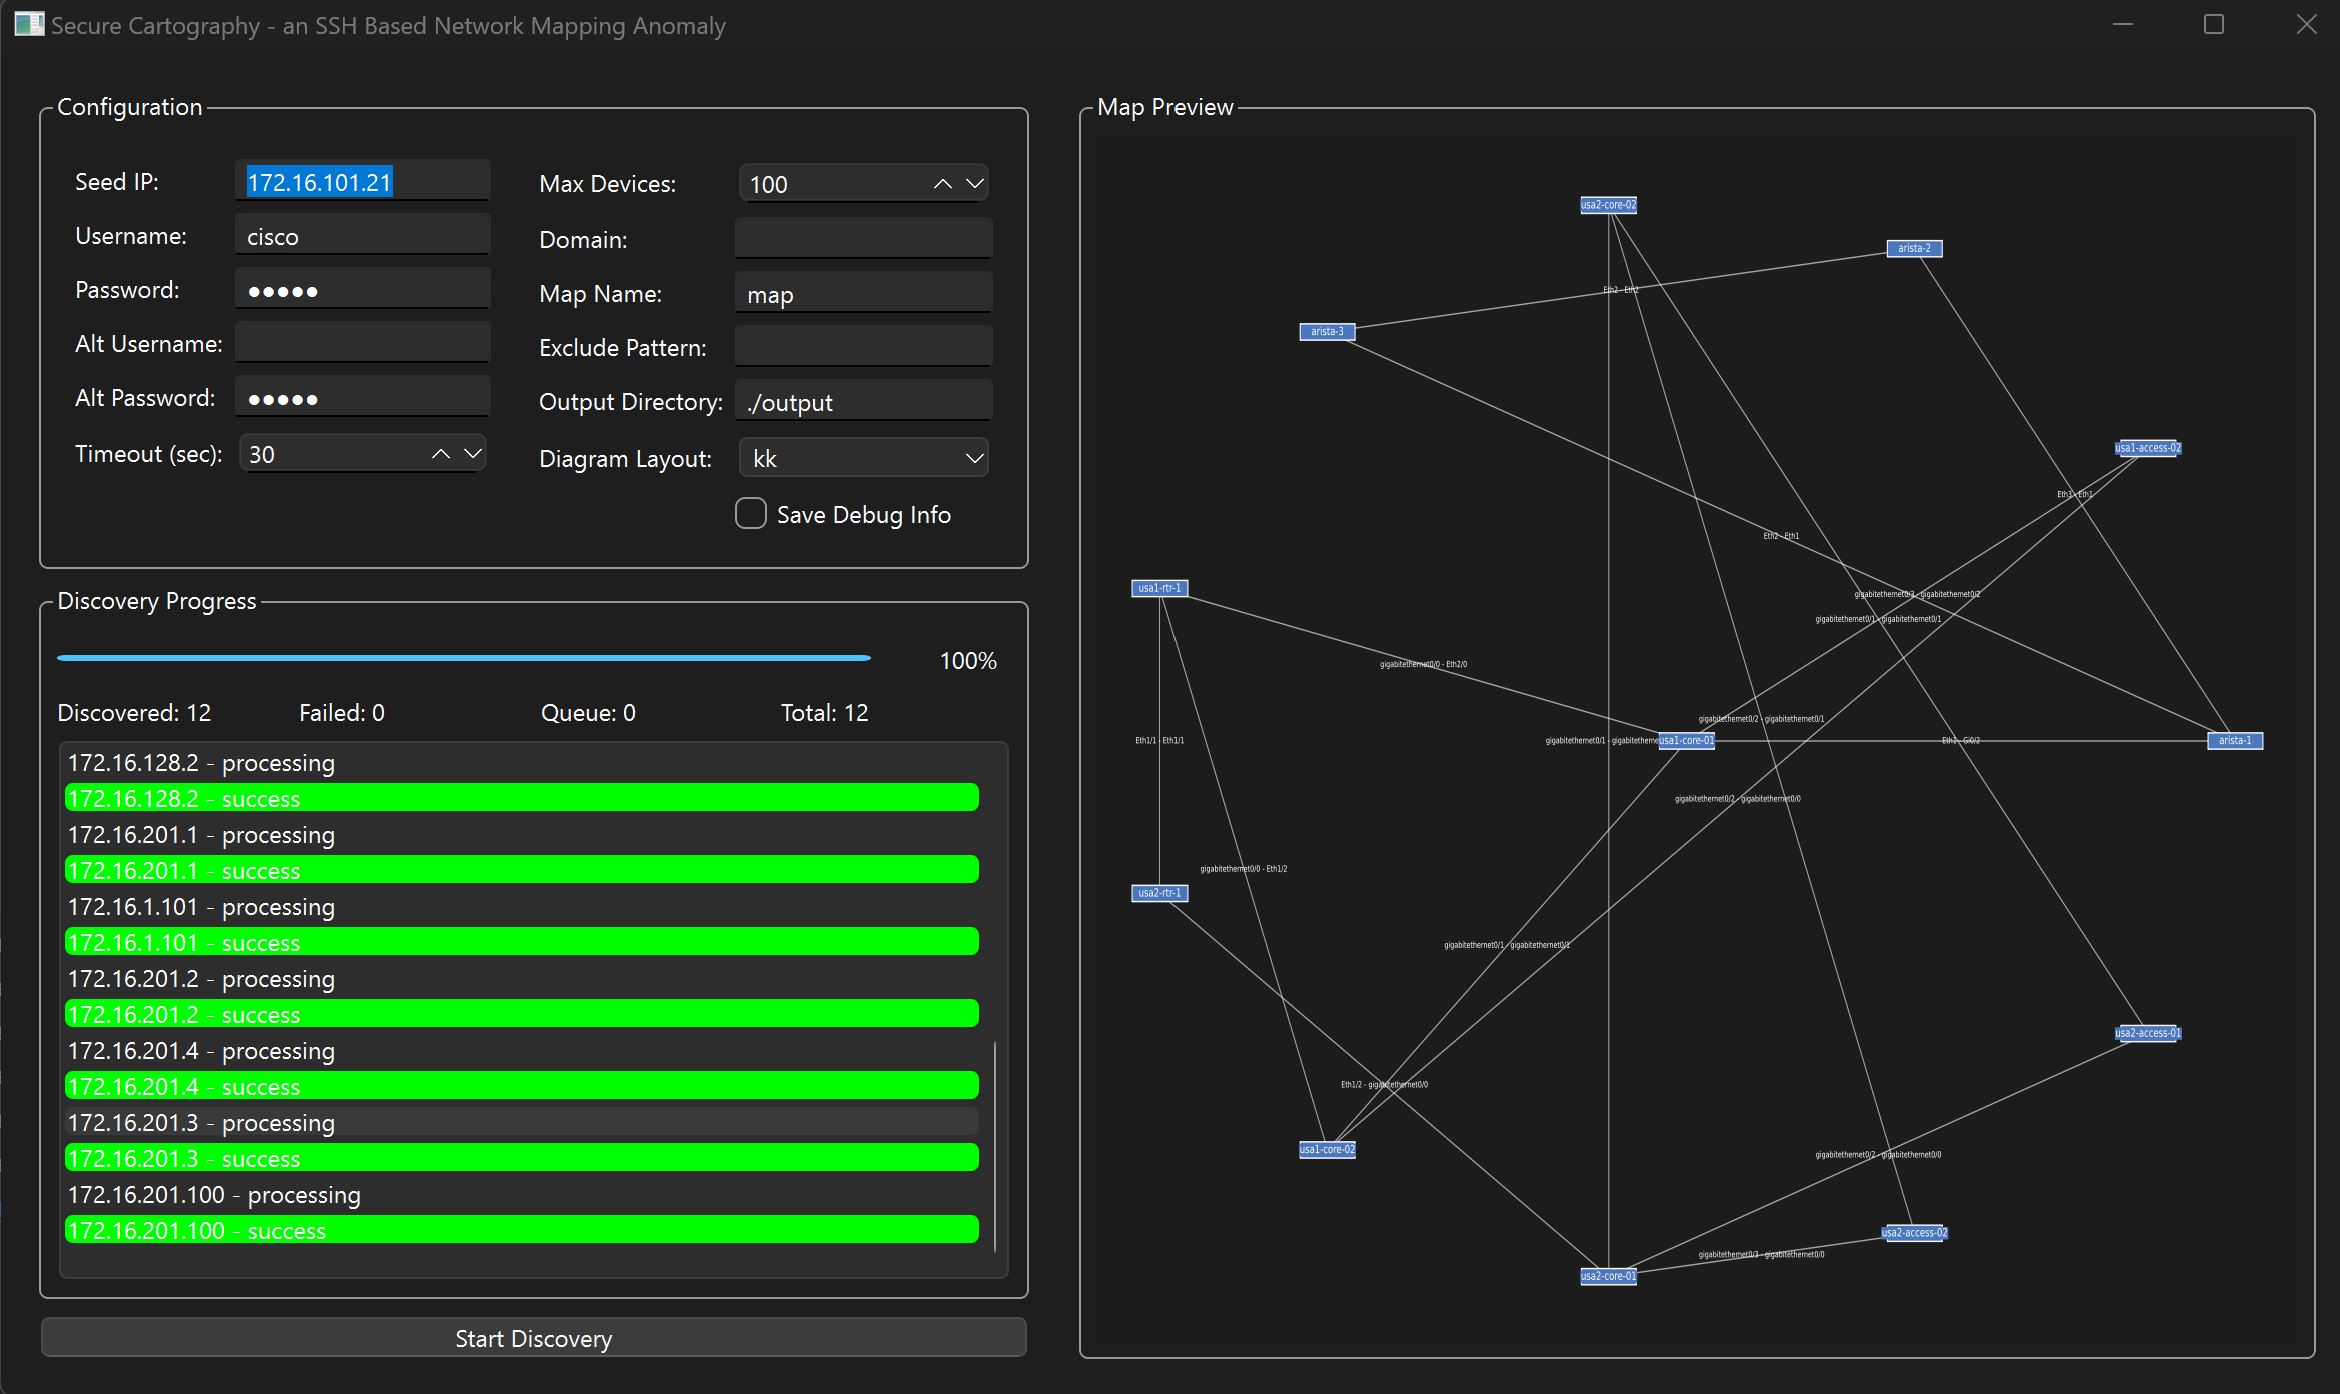 Secure Cartography - an SSH Based Network Mapping Anomaly
Configuration
Seed IP: 172.16.101.21
Username: cisco
Password: ●●●●●
Alt Username:
Alt Password: ●●●●●
Timeout (sec): 30
Max Devices: 100
Domain:
Map Name: map
Exclude Pattern:
Output Directory: ./output
Diagram Layout: kk
Save Debug Info
Discovery Progress
100%
Discovered: 12 Failed: 0 Queue: 0 Total: 12
172.16.128.2 - processing
172.16.128.2 - success
172.16.201.1 - processing
172.16.201.1 - success
172.16.1.101 - processing
172.16.1.101 - success
172.16.201.2 - processing
172.16.201.2 - success
172.16.201.4 - processing
172.16.201.4 - success
172.16.201.3 - processing
172.16.201.3 - success
172.16.201.100 - processing
172.16.201.100 - success
Start Discovery
Map Preview
usa2-core-02
arista-2
Eth2 - Eth2
arista-3
usa1-access-02
Eth3 - Eth1
Eth2 - Eth1
usa1-rtr-1
gigabitethernet0/3 - gigabitethernet0/2
gigabitethernet0/1 - gigabitethernet0/1
gigabitethernet0/0 - Eth2/0
gigabitethernet0/2 - gigabitethernet0/1
Eth1/1 - Eth1/1
gigabitethernet0/1 - gigabitetherne
usa1-core-01
Eth1 - Gi0/2
arista-1
gigabitethernet0/2 - gigabitethernet0/0
gigabitethernet0/0 - Eth1/2
usa2-rtr-1
gigabitethernet0/1 - gigabitethernet0/1
usa2-access-01
Eth1/2 - gigabitethernet0/0
usa1-core-02
gigabitethernet0/2 - gigabitethernet0/0
usa2-access-02
gigabitethernet0/3 - gigabitethernet0/0
usa2-core-01